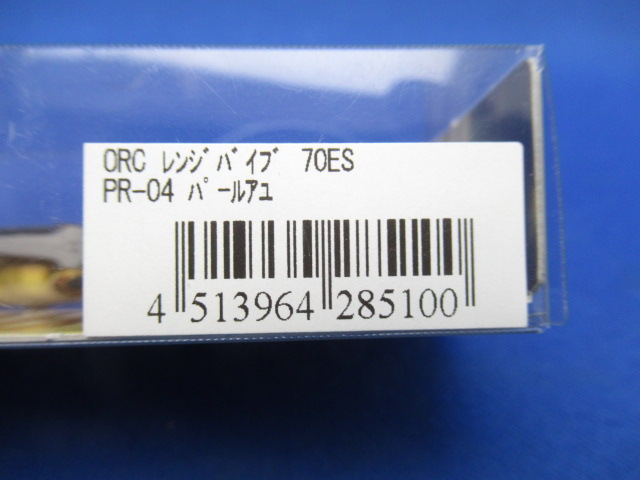 ORC ﾚﾝｼﾞﾊﾞｲﾌﾞ 70ES
PR-04 ﾊﾟｰﾙｱﾕ
4 513964 285100